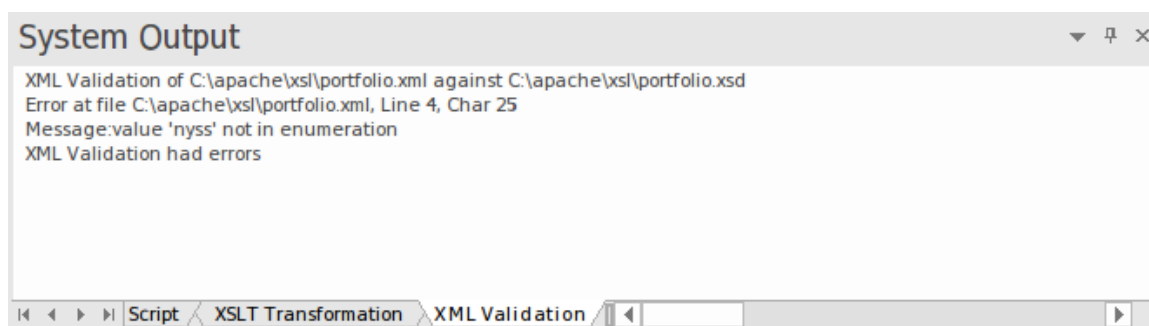 System Output
XML Validation of C:\apache\xsl\portfolio.xml against C:\apache\xsl\portfolio.xsd
Error at file C:\apache\xsl\portfolio.xml, Line 4, Char 25
Message:value 'nyss' not in enumeration
XML Validation had errors
Script XSLT Transformation XML Validation